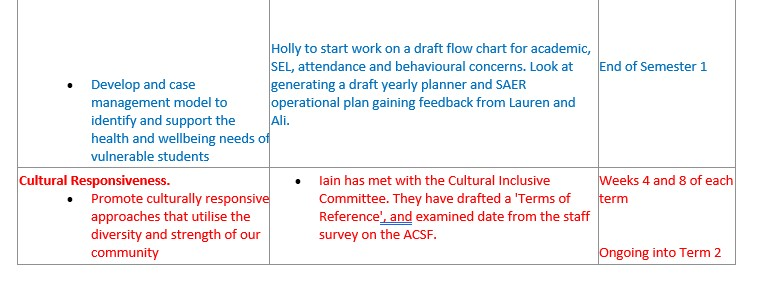 Holly to start work on a draft flow chart for academic,
SEL, attendance and behavioural concerns. Look at
generating a draft yearly planner and SAER
operational plan gaining feedback from Lauren and
Ali.
End of Semester 1
• Develop and case
management model to
identify and support the
health and wellbeing needs of
vulnerable students
Cultural Responsiveness.
• Promote culturally responsive
approaches that utilise the
diversity and strength of our
community
• Iain has met with the Cultural Inclusive
Committee. They have drafted a 'Terms of
Reference', and examined date from the staff
survey on the ACSF.
Weeks 4 and 8 of each
term
Ongoing into Term 2